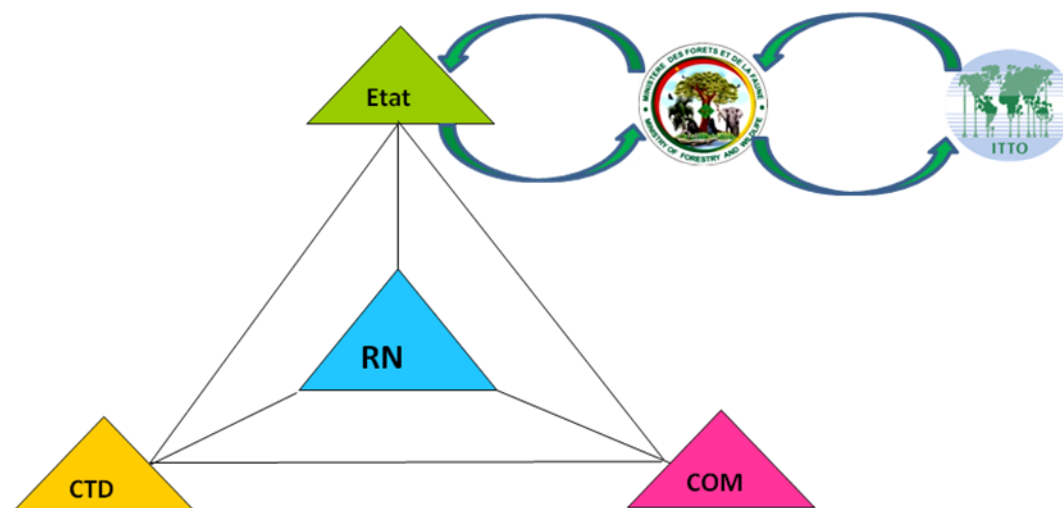 Etat
MINISTERE DES FORETS ET DE LA FAUNE
MINISTRY OF FORESTRY AND WILDLIFE
ITTO
RN
CTD
COM